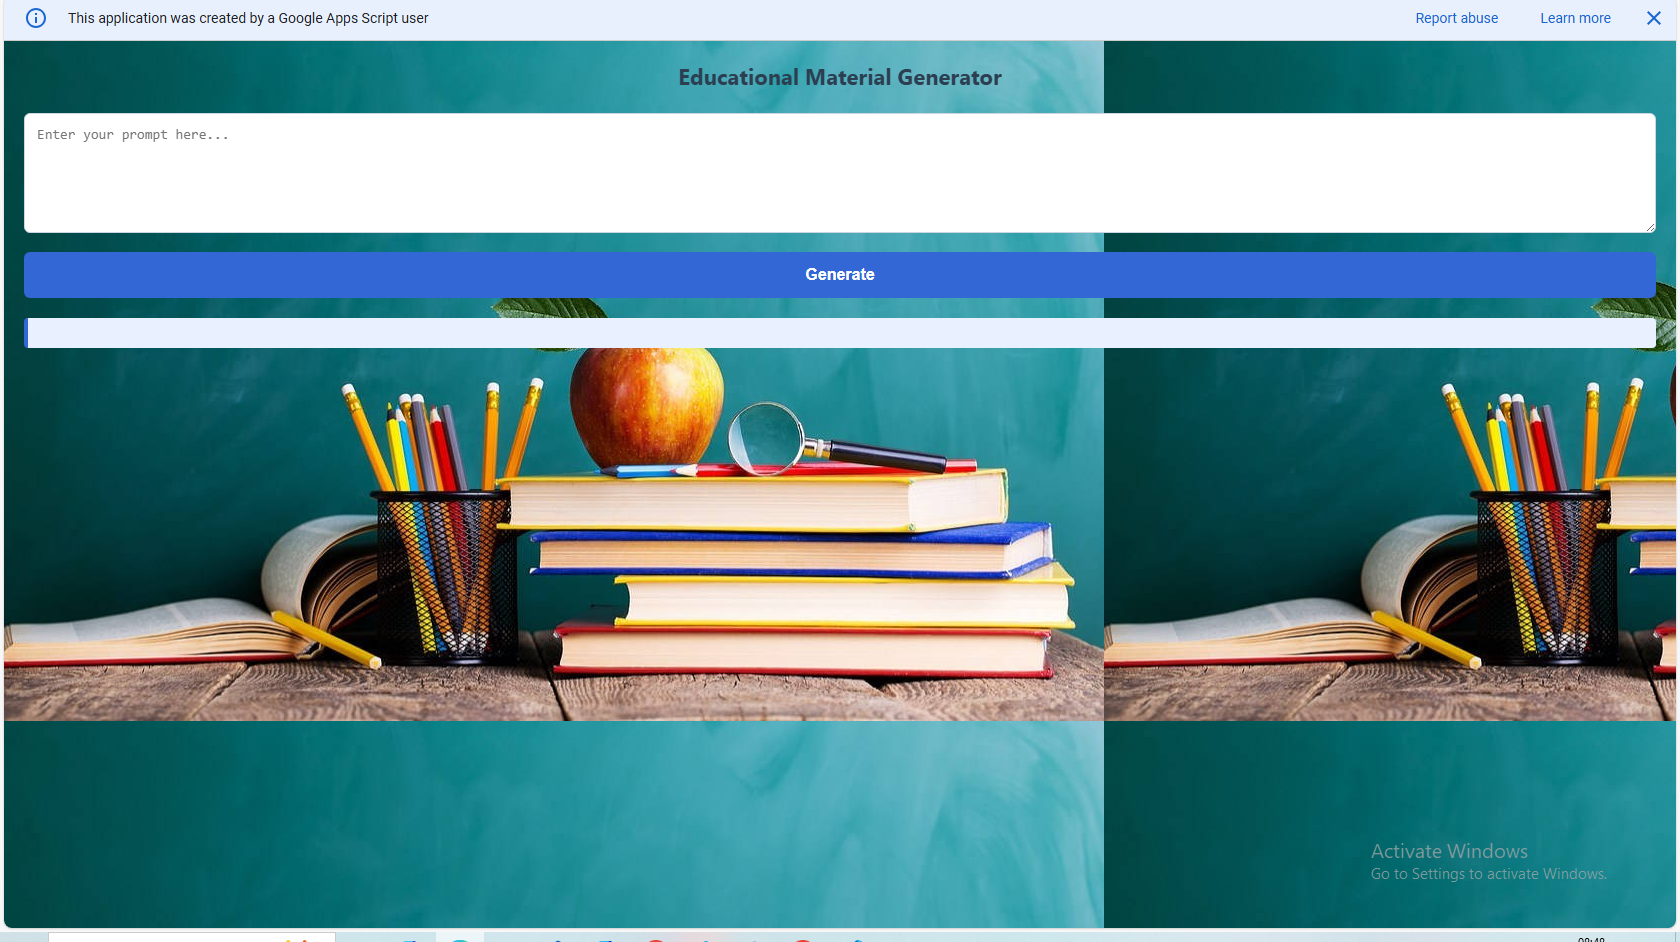 This application was created by a Google Apps Script user
Report abuse
Learn more
Educational Material Generator
Enter your prompt here...
Generate
Activate Windows
Go to Settings to activate Windows.